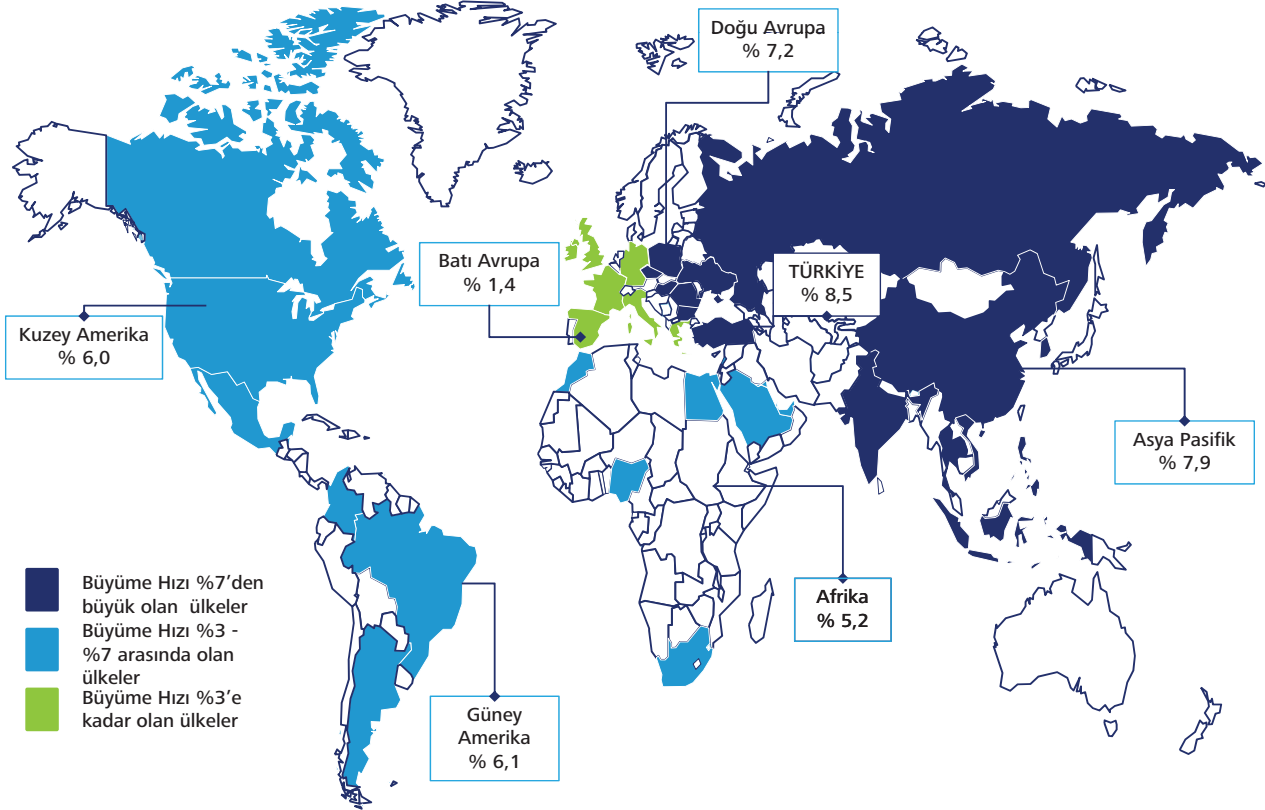 Doğu Avrupa
% 7,2
Batı Avrupa
% 1,4
TÜRKİYE
% 8,5
Kuzey Amerika
% 6,0
Asya Pasifik
% 7,9
Afrika
% 5,2
Güney
Amerika
% 6,1
Büyüme Hızı %7’den
büyük olan ülkeler
Büyüme Hızı %3 -
%7 arasında olan
ülkeler
Büyüme Hızı %3’e
kadar olan ülkeler